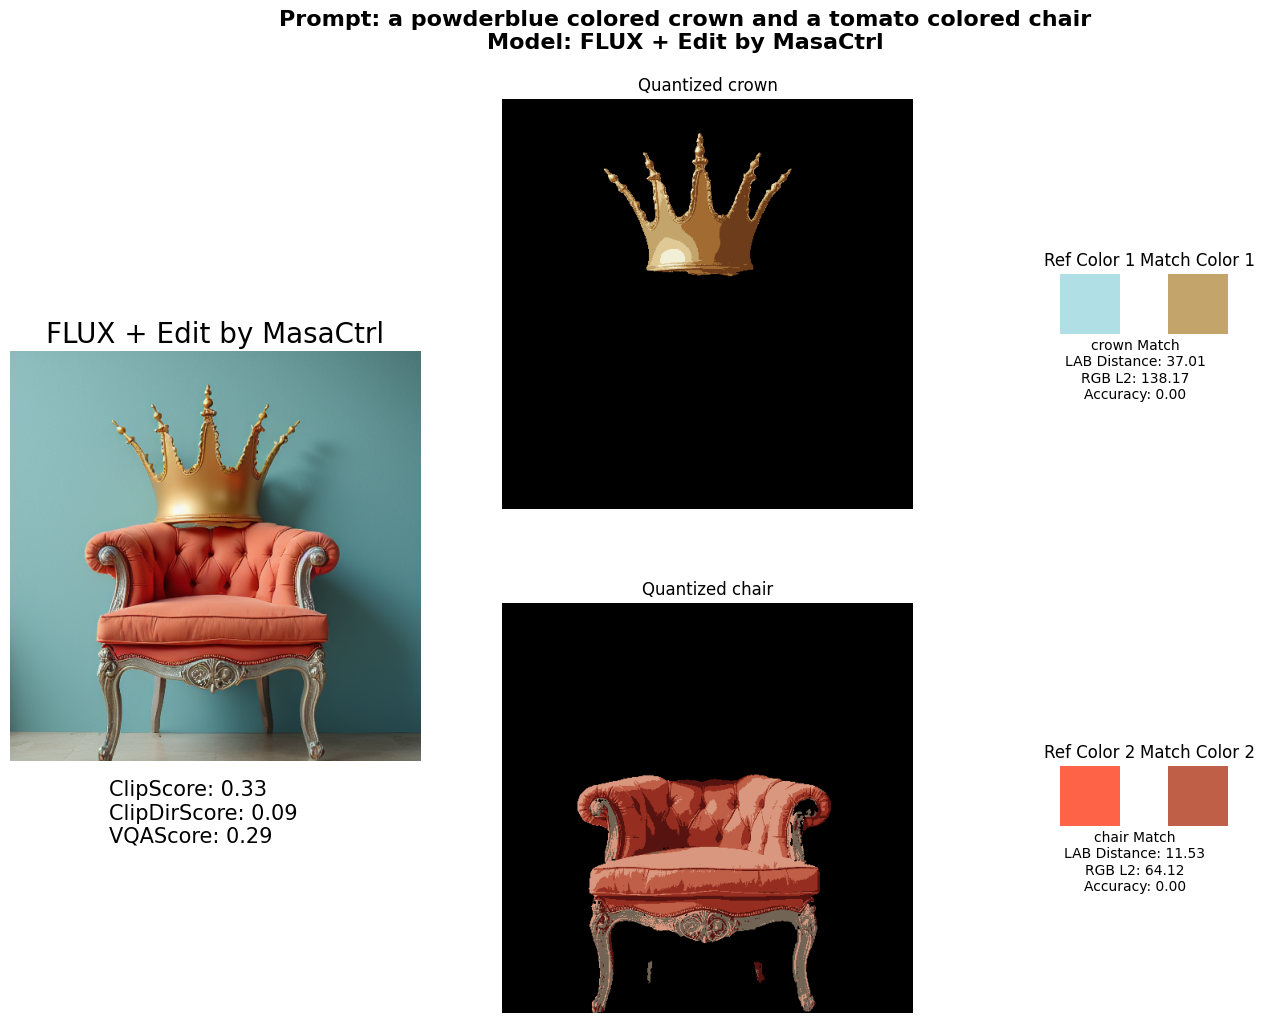 Prompt: a powderblue colored crown and a tomato colored chair
Model: FLUX + Edit by MasaCtrl
Quantized crown
Ref Color 1 Match Color 1
crown Match
LAB Distance: 37.01
RGB L2: 138.17
Accuracy: 0.00
FLUX + Edit by MasaCtrl
ClipScore: 0.33
ClipDirScore: 0.09
VQAScore: 0.29
Quantized chair
Ref Color 2 Match Color 2
chair Match
LAB Distance: 11.53
RGB L2: 64.12
Accuracy: 0.00